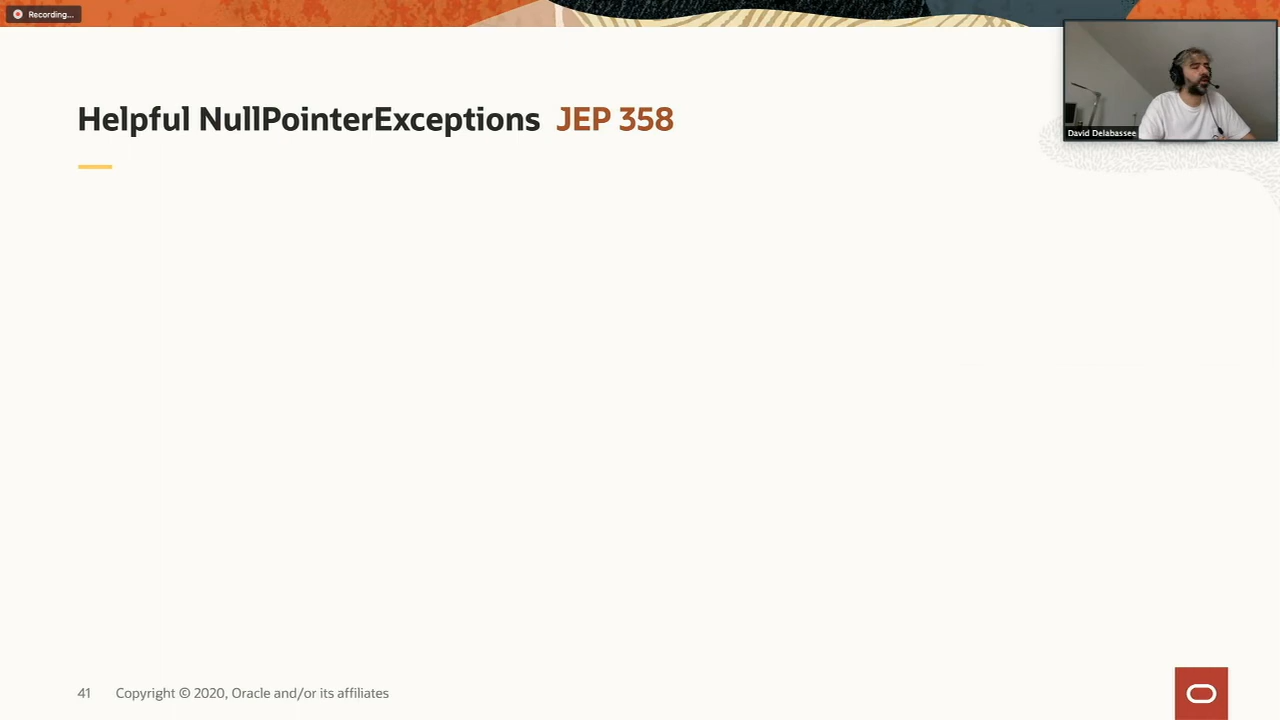 Recording...
Helpful NullPointerExceptions JEP 358
David Delabassee
41 Copyright © 2020, Oracle and/or its affiliates